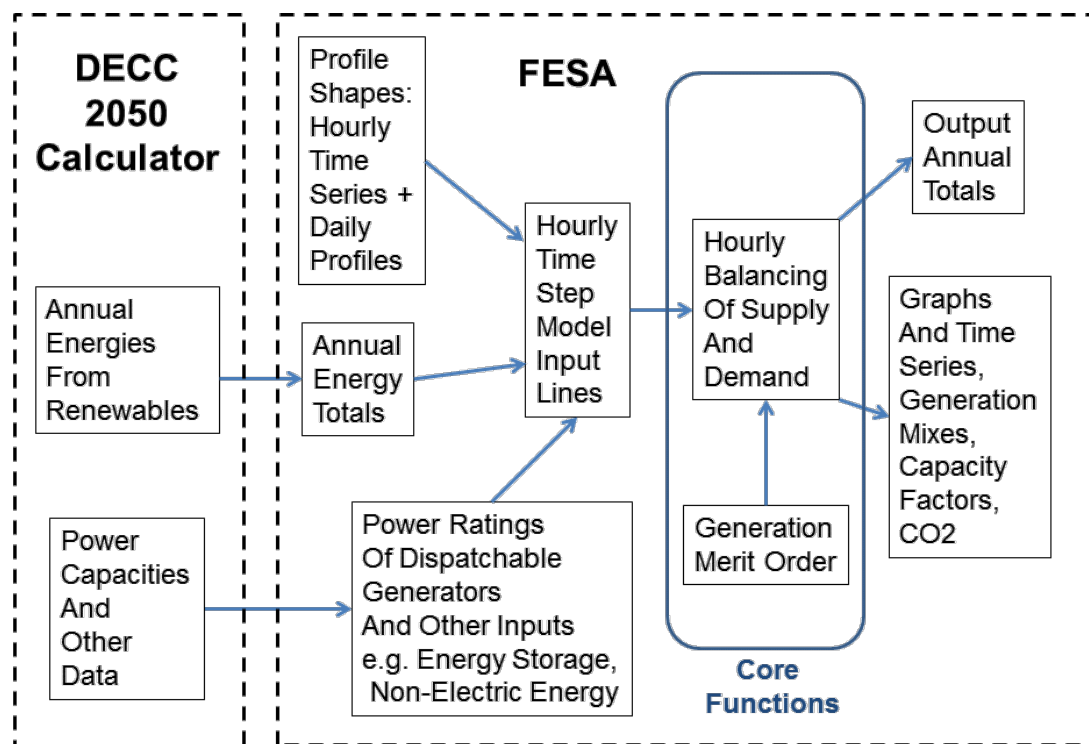 DECC
2050
Calculator
Annual
Energies
From
Renewables
Power
Capacities
And
Other
Data
FESA
Profile
Shapes:
Hourly
Time
Series +
Daily
Profiles
Annual
Energy
Totals
Power Ratings
Of Dispatchable
Generators
And Other Inputs
e.g. Energy Storage,
Non-Electric Energy
Hourly
Time
Step
Model
Input
Lines
Hourly
Balancing
Of Supply
And
Demand
Generation
Merit Order
Core
Functions
Output
Annual
Totals
Graphs
And Time
Series,
Generation
Mixes,
Capacity
Factors,
CO2